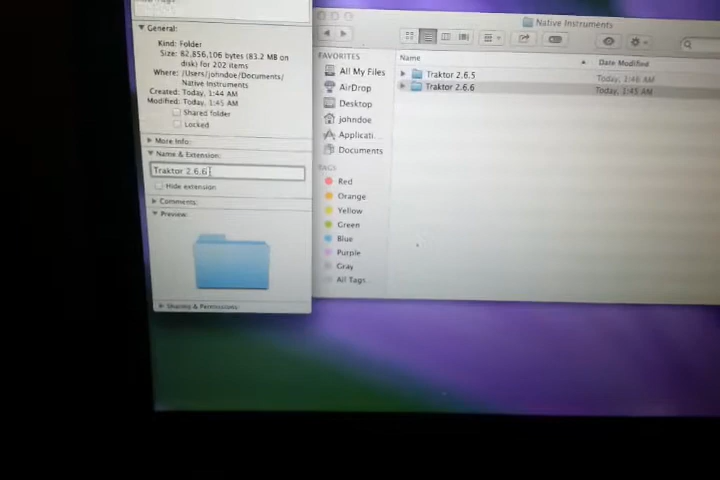 General:
Kind: Folder
Size: 62,856,106 bytes (83.2 MB on
disk) for 202 items
Where: /Users/johndoe/Documents/
Native Instruments
Created: Today, 1:44 AM
Modified: Today, 1:45 AM
Shared folder
Locked
More Info:
Name & Extension:
Traktor 2.6.6
Hide extension
Comments:
Preview:
Sharing & Permissions:
Native Instruments
FAVORITES
All My Files
AirDrop
Desktop
johndoe
Applicati...
Documents
TAGS
Red
Orange
Yellow
Green
Blue
Purple
Gray
All Tags...
Name
Date Modified
Traktor 2.6.5
Today, 1:46 AM
Traktor 2.6.6
Today, 1:45 AM